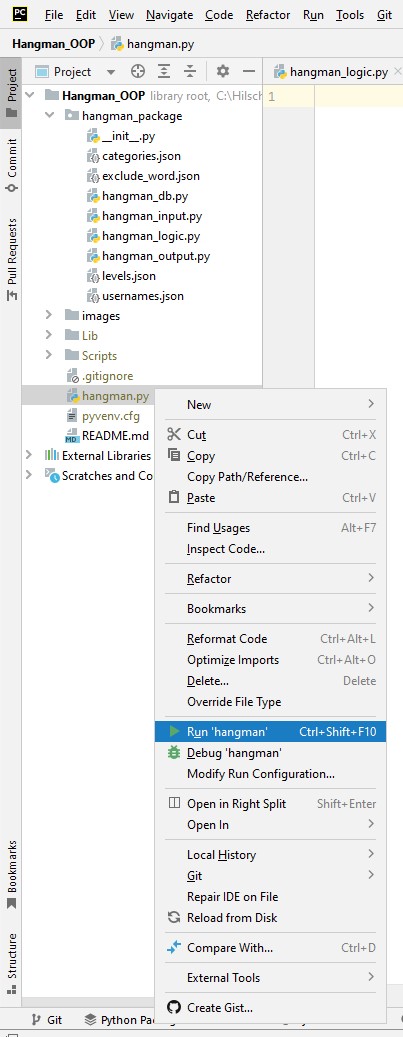 PC File Edit View Navigate Code Refactor Run Tools Git
Hangman_OOP hangman.py
Project hangman_logic.py
Hangman_OOP library root, C:\Hilsch
1
hangman_package
__init__.py
categories.json
exclude_word.json
hangman_db.py
hangman_input.py
hangman_logic.py
hangman_output.py
levels.json
usernames.json
images
Lib
Scripts
.gitignore
hangman.py
pyvenv.cfg
MD README.md
External Libraries
Scratches and Co
Project
Commit
Pull Requests
Bookmarks
Structure
New
Cut Ctrl+X
Copy Ctrl+C
Copy Path/Reference...
Paste Ctrl+V
Find Usages Alt+F7
Inspect Code...
Refactor
Bookmarks
Reformat Code Ctrl+Alt+L
Optimize Imports Ctrl+Alt+O
Delete... Delete
Override File Type
Run 'hangman' Ctrl+Shift+F10
Debug 'hangman'
Modify Run Configuration...
Open in Right Split Shift+Enter
Open In
Local History
Git
Repair IDE on File
Reload from Disk
Compare With... Ctrl+D
External Tools
Create Gist...
Git Python